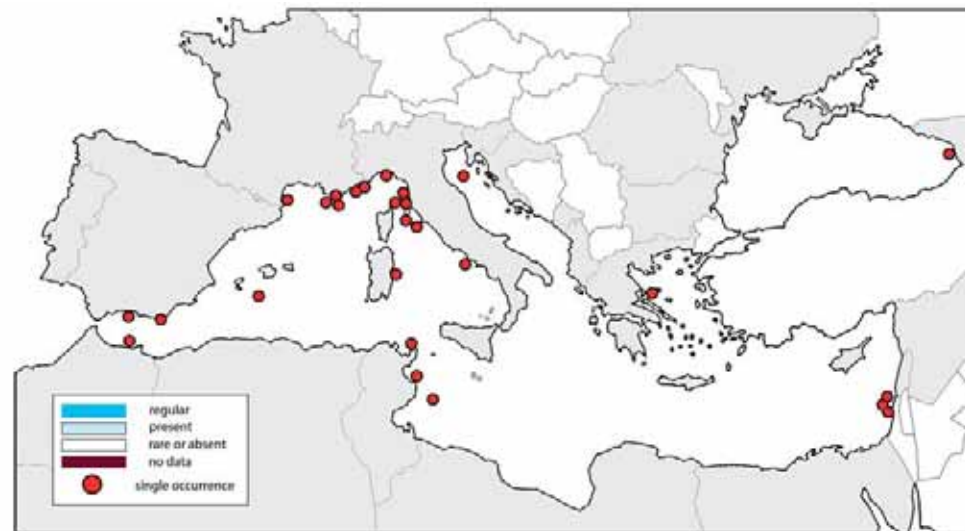 regular
present
rare or absent
no data
single occurrence